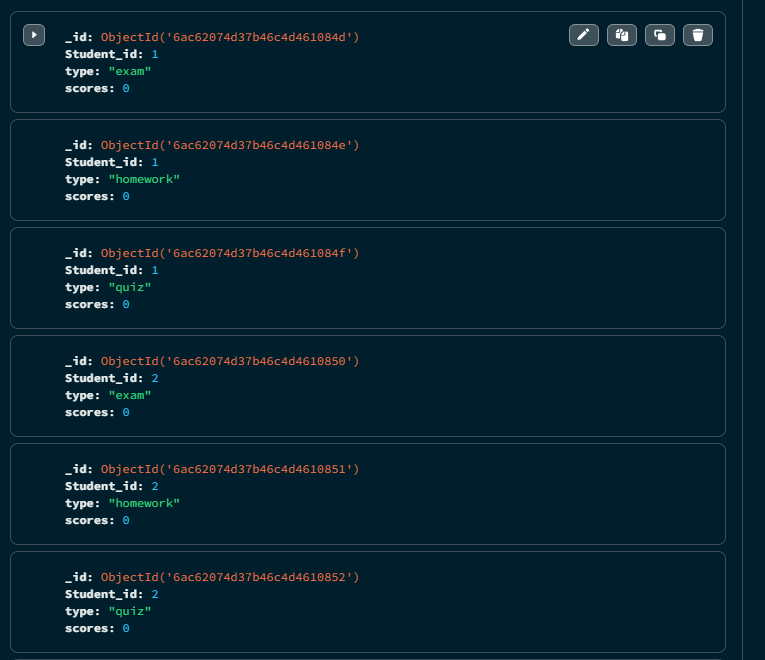 _id: ObjectId('6ac62074d37b46c4d461084d')
Student_id: 1
type: "exam"
scores: 0
_id: ObjectId('6ac62074d37b46c4d461084e')
Student_id: 1
type: "homework"
scores: 0
_id: ObjectId('6ac62074d37b46c4d461084f')
Student_id: 1
type: "quiz"
scores: 0
_id: ObjectId('6ac62074d37b46c4d4610850')
Student_id: 2
type: "exam"
scores: 0
_id: ObjectId('6ac62074d37b46c4d4610851')
Student_id: 2
type: "homework"
scores: 0
_id: ObjectId('6ac62074d37b46c4d4610852')
Student_id: 2
type: "quiz"
scores: 0